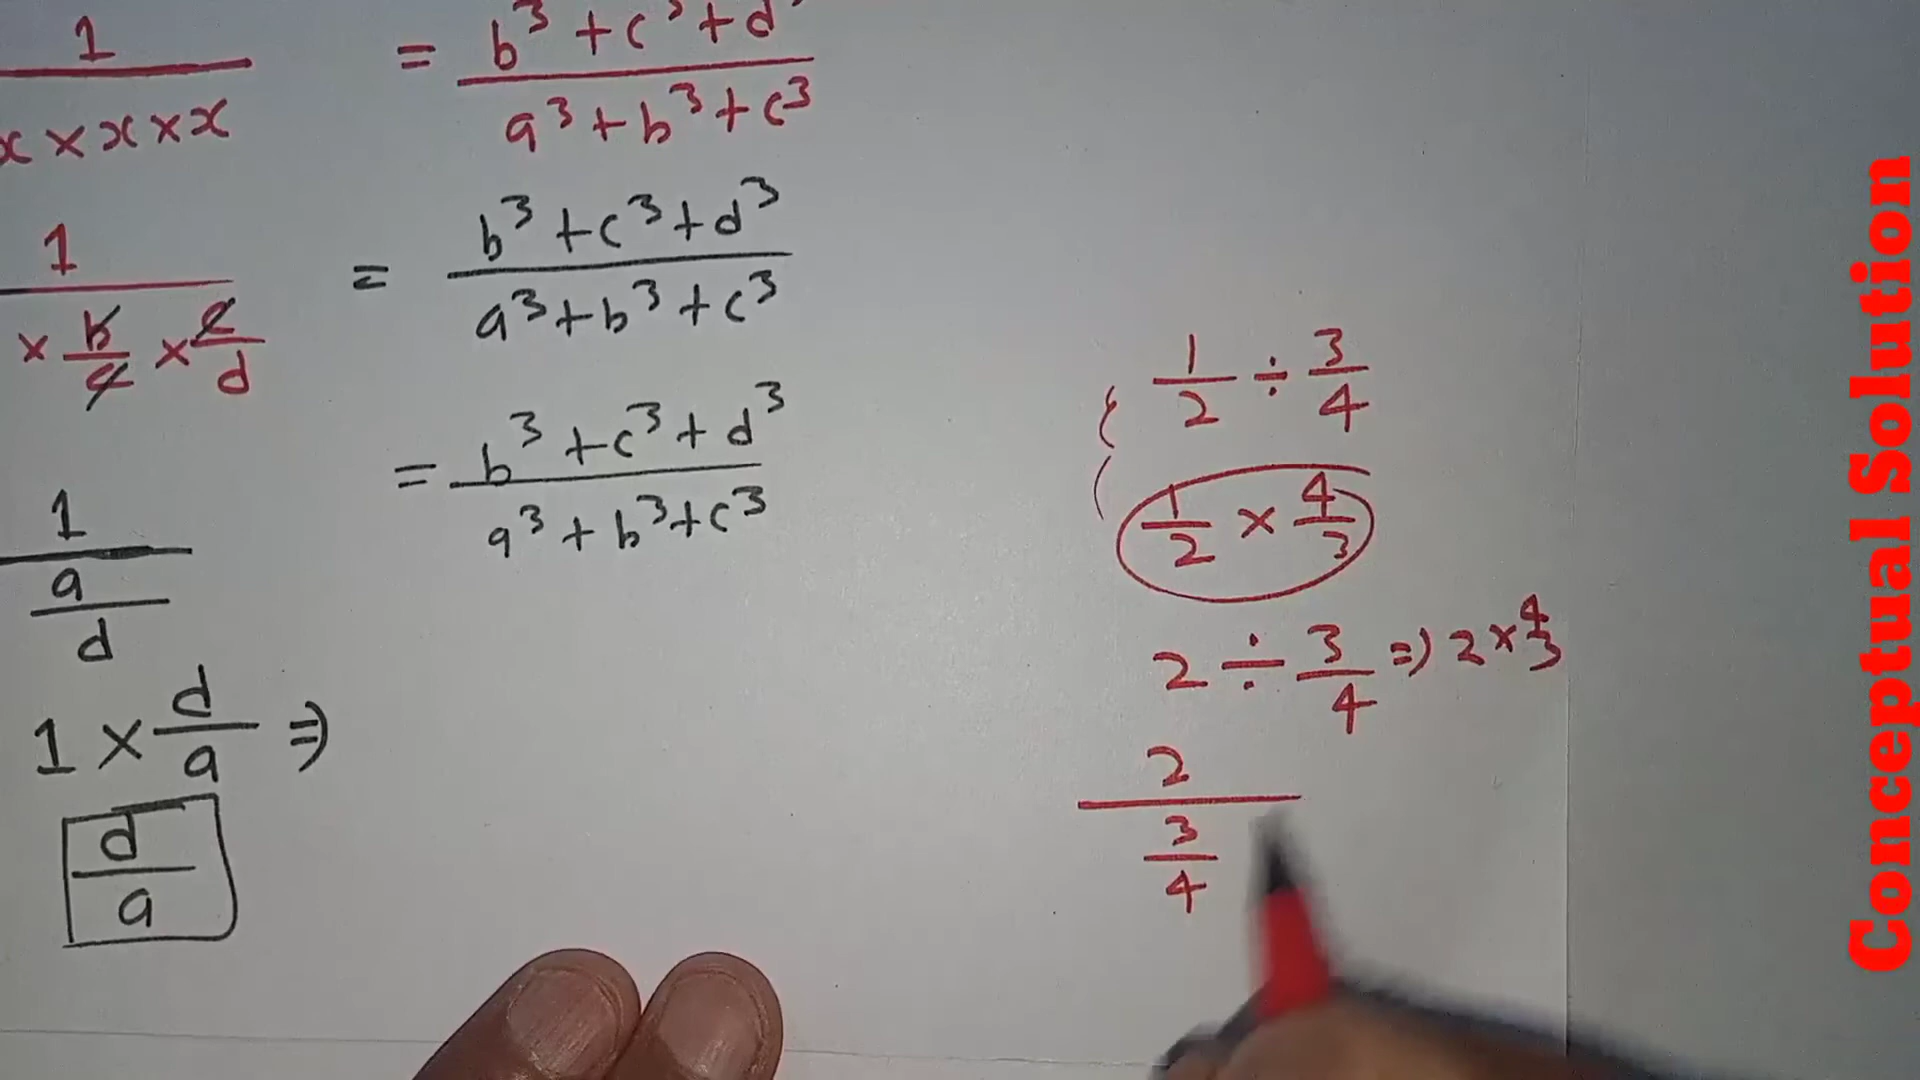 1
x × x × x
1
× b/a × c/d
1
a
d
1 × d/a ⇒
d
a
= b³ + c³ + d³
a³ + b³ + c³
= b³ + c³ + d³
a³ + b³ + c³
= b³ + c³ + d³
a³ + b³ + c³
1/2 ÷ 3/4
1/2 × 4/3
2 ÷ 3/4 ⇒ 2 × 4/3
2
3
4
Conceptual Solution